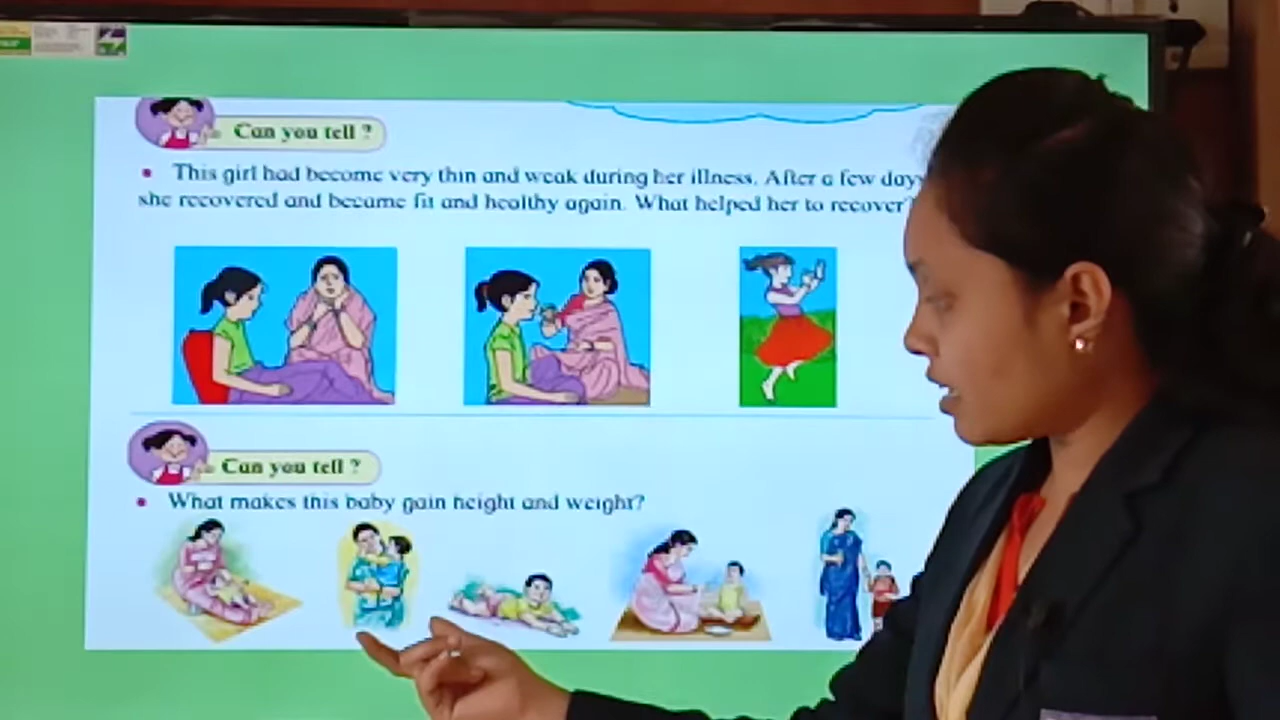 Can you tell ?
• This girl had become very thin and weak during her illness. After a few day
she recovered and became fit and healthy again. What helped her to recover
Can you tell ?
• What makes this baby gain height and weight?